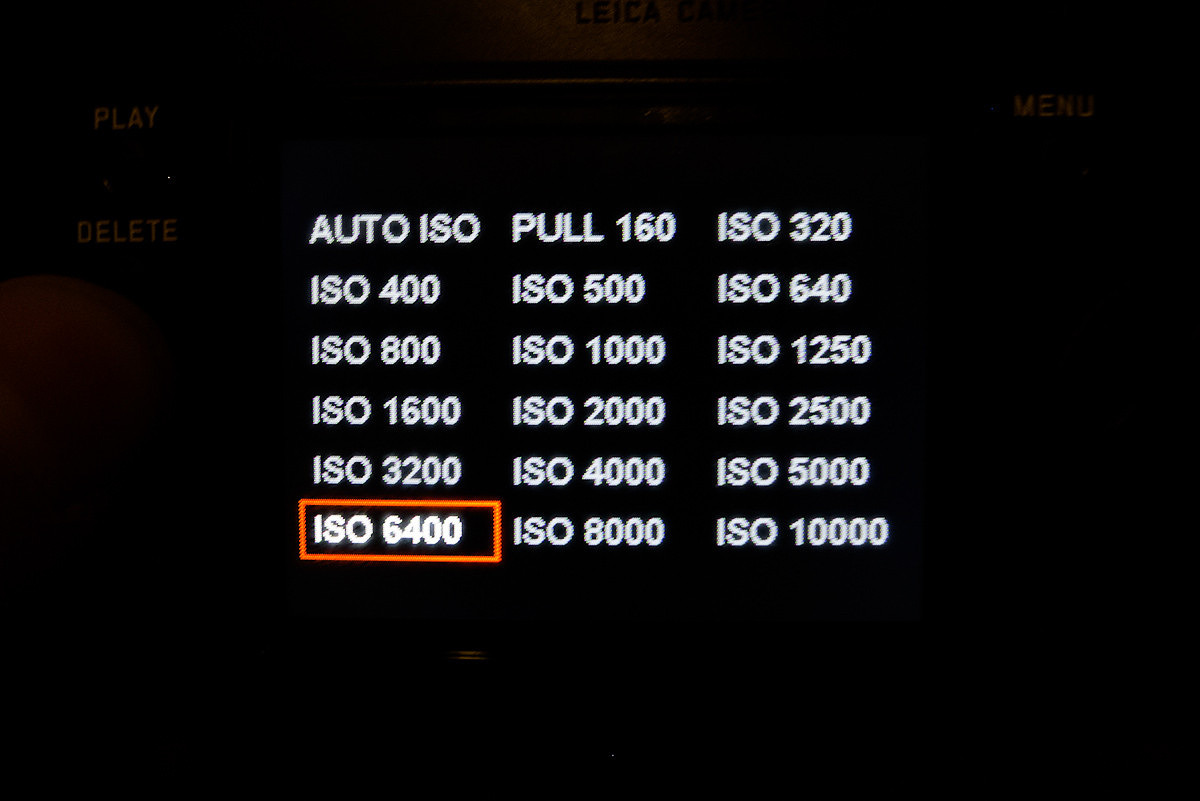 LEICA CAME
PLAY
MENU
DELETE
AUTO ISO PULL 160 ISO 320
ISO 400 ISO 500 ISO 640
ISO 800 ISO 1000 ISO 1250
ISO 1600 ISO 2000 ISO 2500
ISO 3200 ISO 4000 ISO 5000
ISO 6400 ISO 8000 ISO 10000